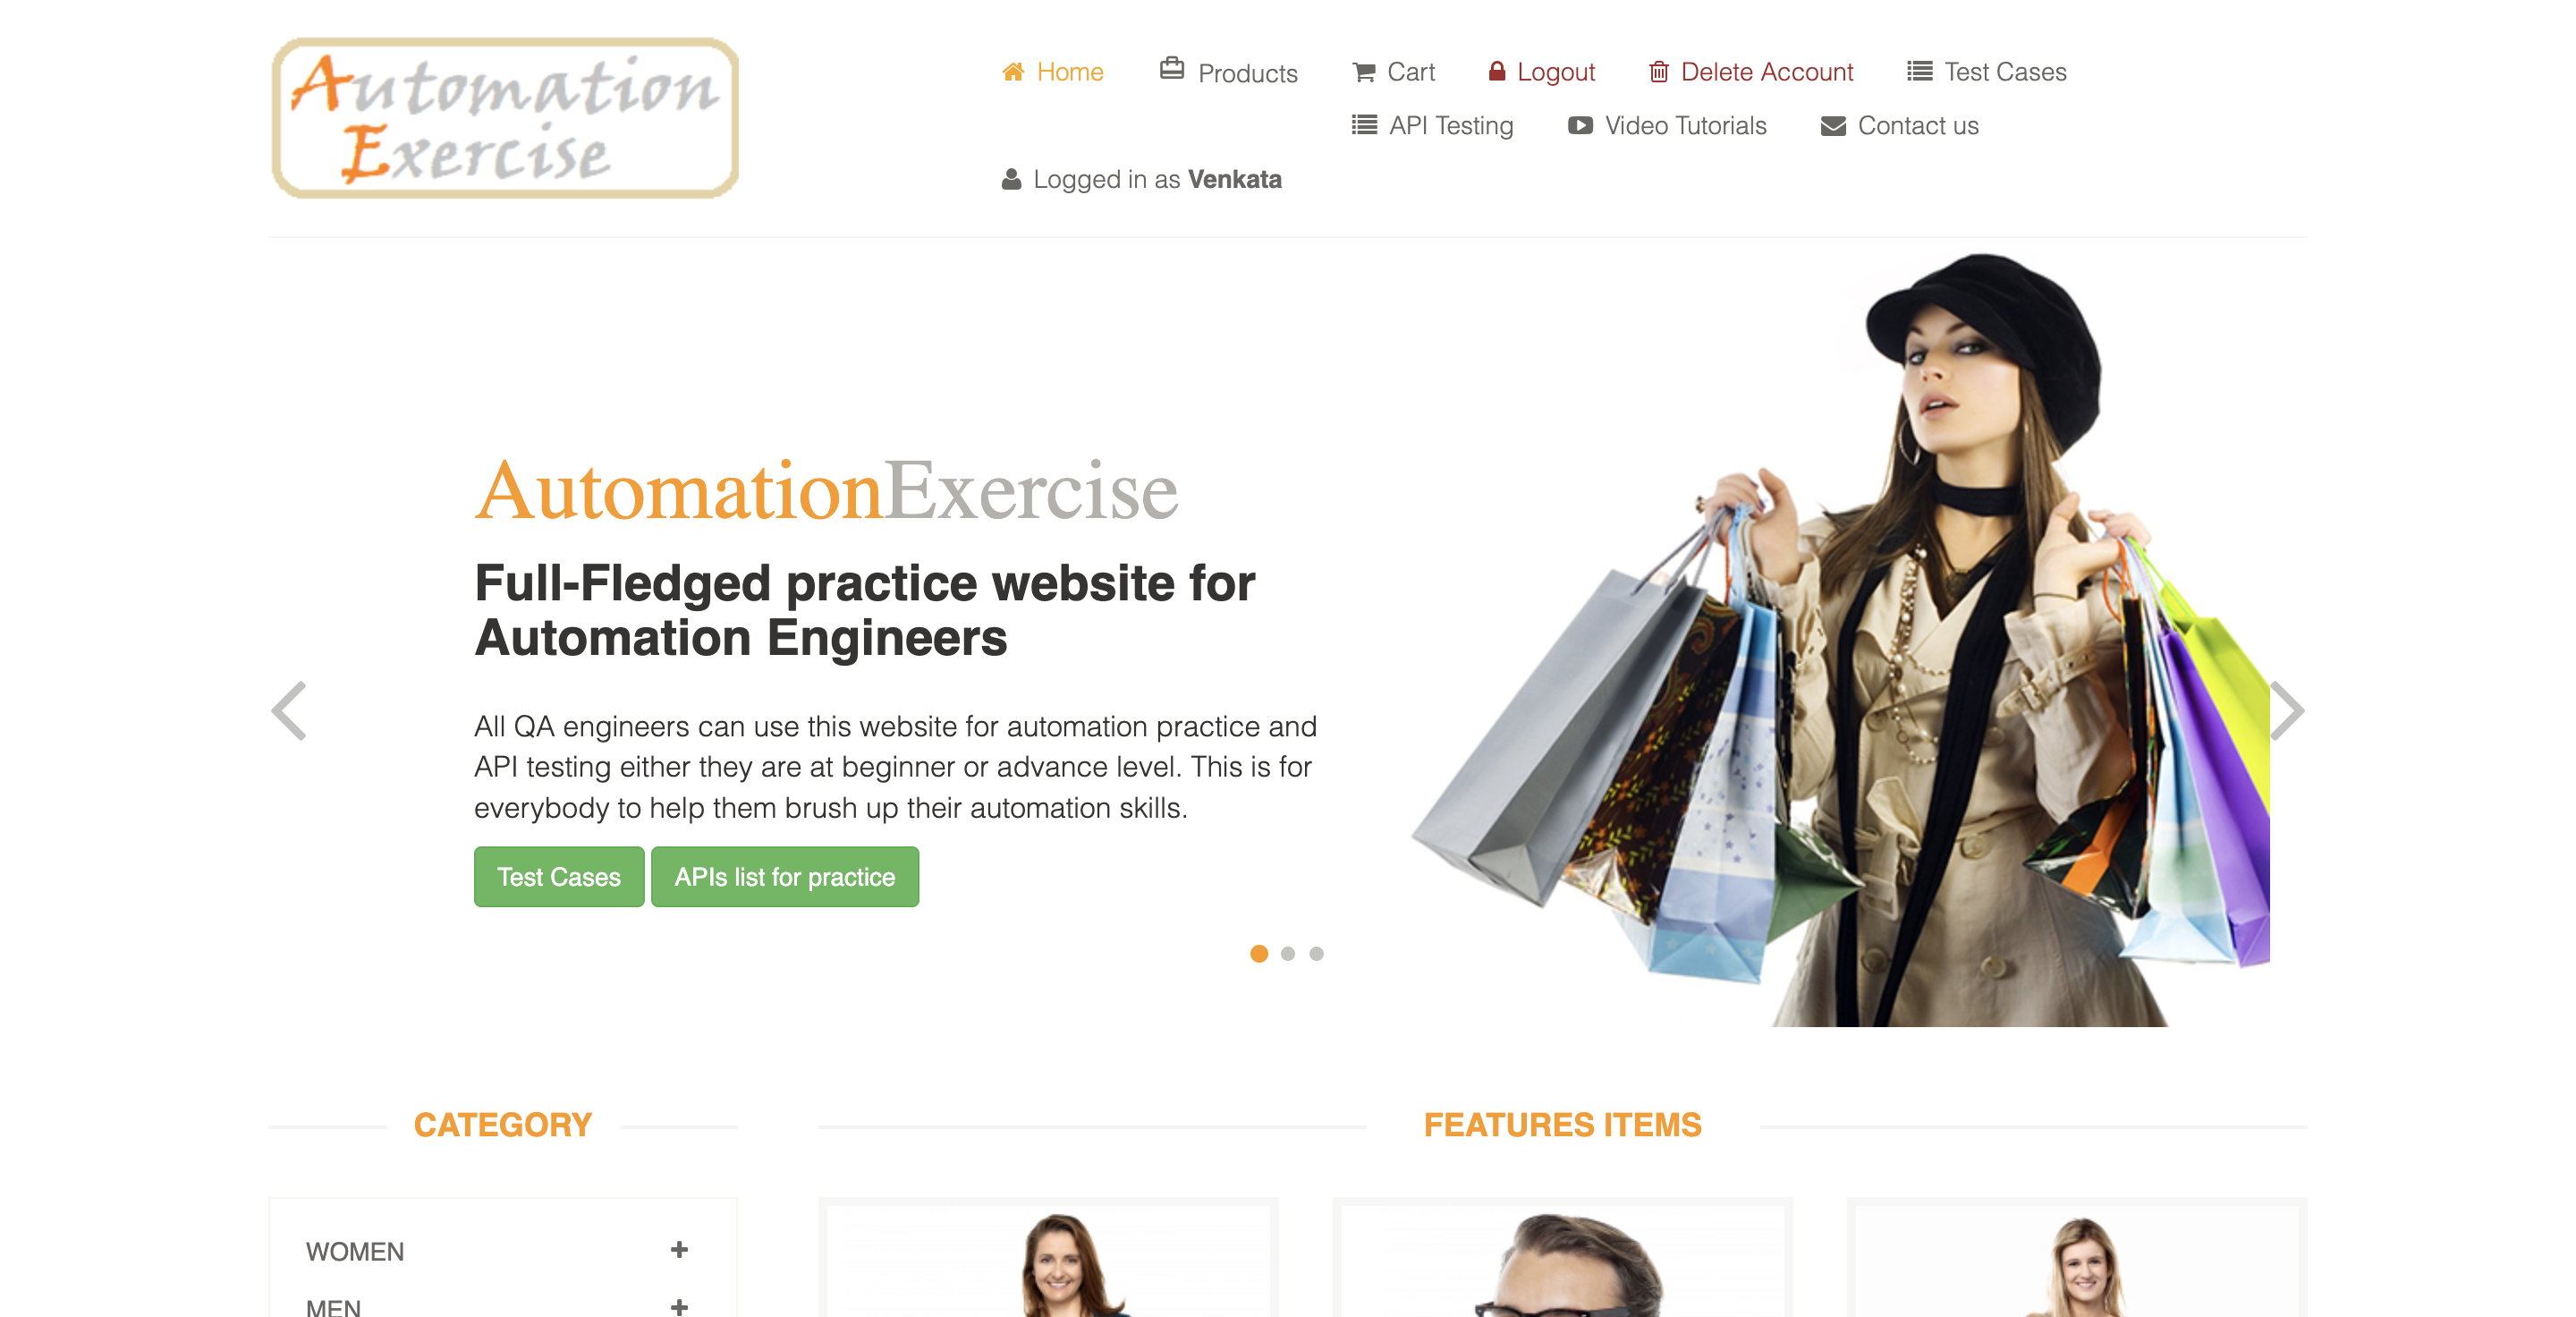 Automation
Exercise
Home Products Cart Logout Delete Account Test Cases
API Testing Video Tutorials Contact us
Logged in as Venkata
AutomationExercise
Full-Fledged practice website for
Automation Engineers
All QA engineers can use this website for automation practice and
API testing either they are at beginner or advance level. This is for
everybody to help them brush up their automation skills.
Test Cases APIs list for practice
CATEGORY
FEATURES ITEMS
WOMEN
MEN